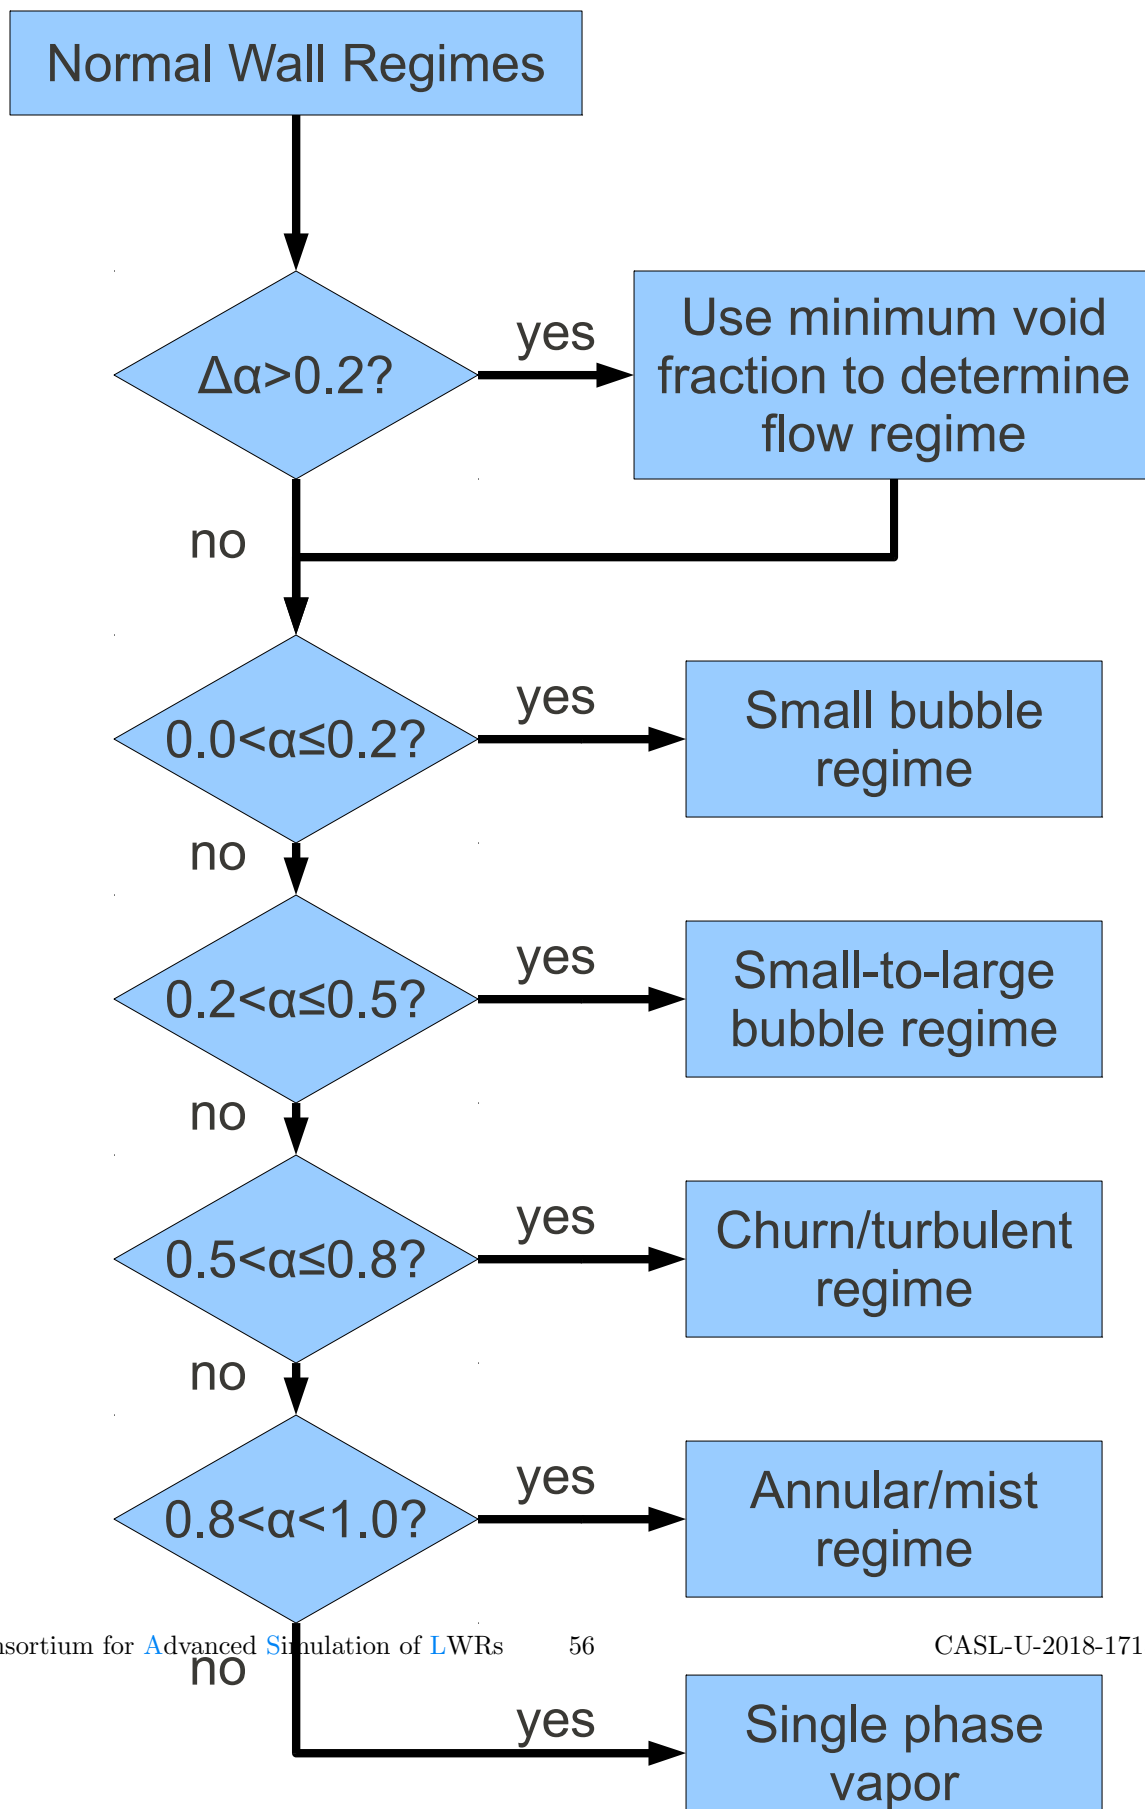 Normal Wall Regimes
Δα>0.2?
yes
Use minimum void
fraction to determine
flow regime
no
0.0<α≤0.2?
yes
Small bubble
regime
no
0.2<α≤0.5?
yes
Small-to-large
bubble regime
no
0.5<α≤0.8?
yes
Churn/turbulent
regime
no
0.8<α<1.0?
yes
Annular/mist
regime
nsortium for Advanced Simulation of LWRs 56 CASL-U-2018-171
no
yes
Single phase
vapor